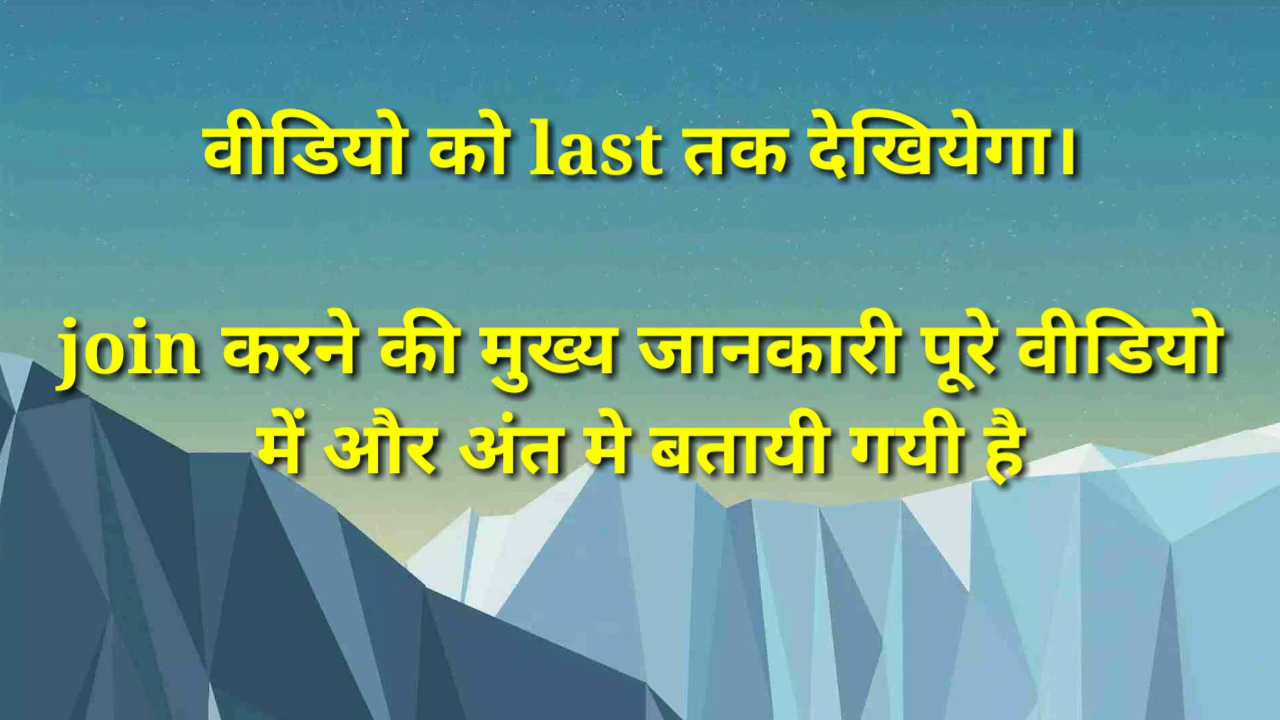 वीडियो को last तक देखियेगा।
join करने की मुख्य जानकारी पूरे वीडियो
में और अंत मे बतायी गयी है